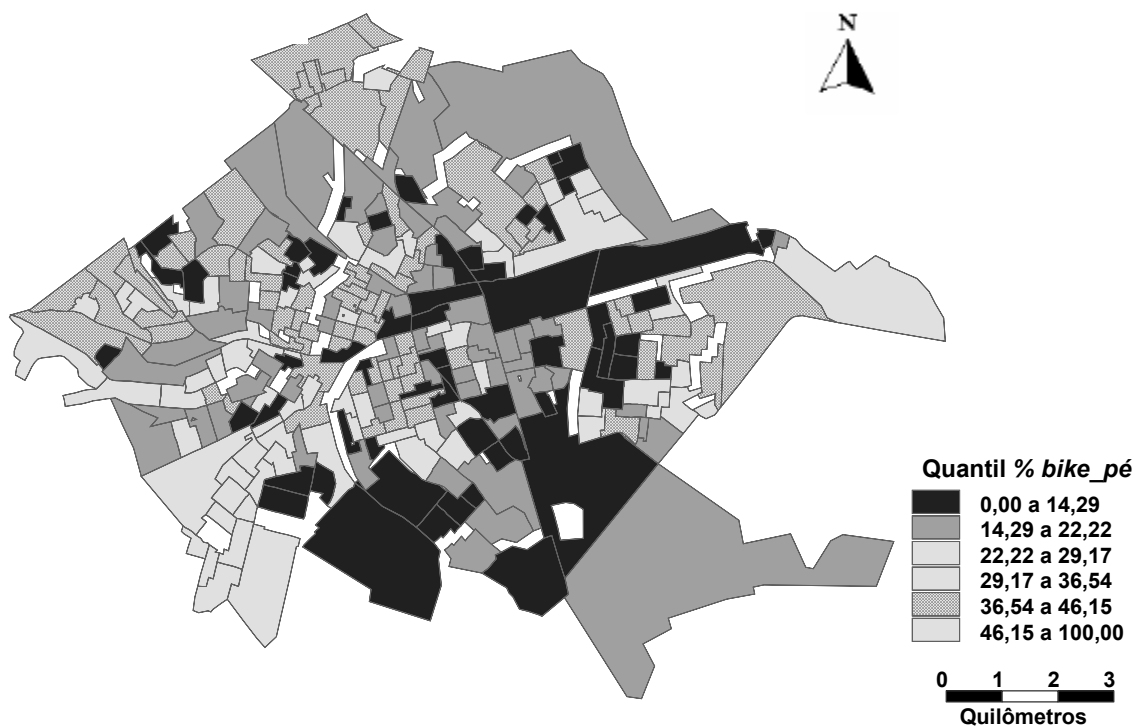 N
Quantil % bike_pé
0,00 a 14,29
14,29 a 22,22
22,22 a 29,17
29,17 a 36,54
36,54 a 46,15
46,15 a 100,00
0 1 2 3
Quilômetros